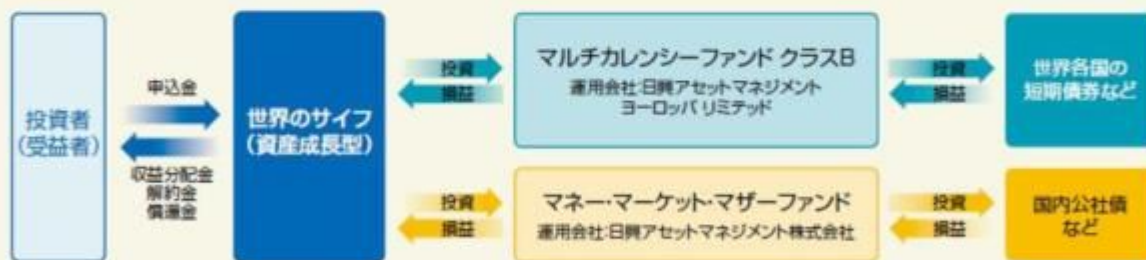 投資者
(受益者)
申込金
収益分配金
解約金
償還金
世界のサイフ
(資産成長型)
投資
損益
マルチカレンシーファンド クラスB
運用会社:日興アセットマネジメント
ヨーロッパ リミテッド
投資
損益
世界各国の
短期債券など
投資
損益
マネー・マーケット・マザーファンド
運用会社:日興アセットマネジメント株式会社
投資
損益
国内公社債
など